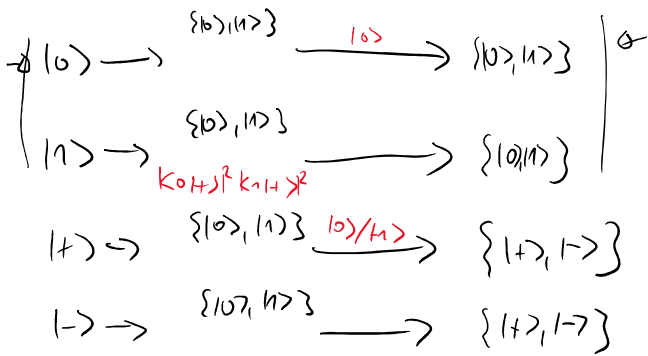 |0⟩ → {|0⟩,|1⟩} |0⟩ → {|0⟩,|1⟩}
|1⟩ → {|0⟩,|1⟩} → {|0⟩,|1⟩}
|<0|+>|² |<1|+>|²
|+⟩ → {|0⟩,|1⟩} |0⟩/|1⟩ → {|+⟩,|-⟩}
|-⟩ → {|0⟩,|1⟩} → {|+⟩,|-⟩}